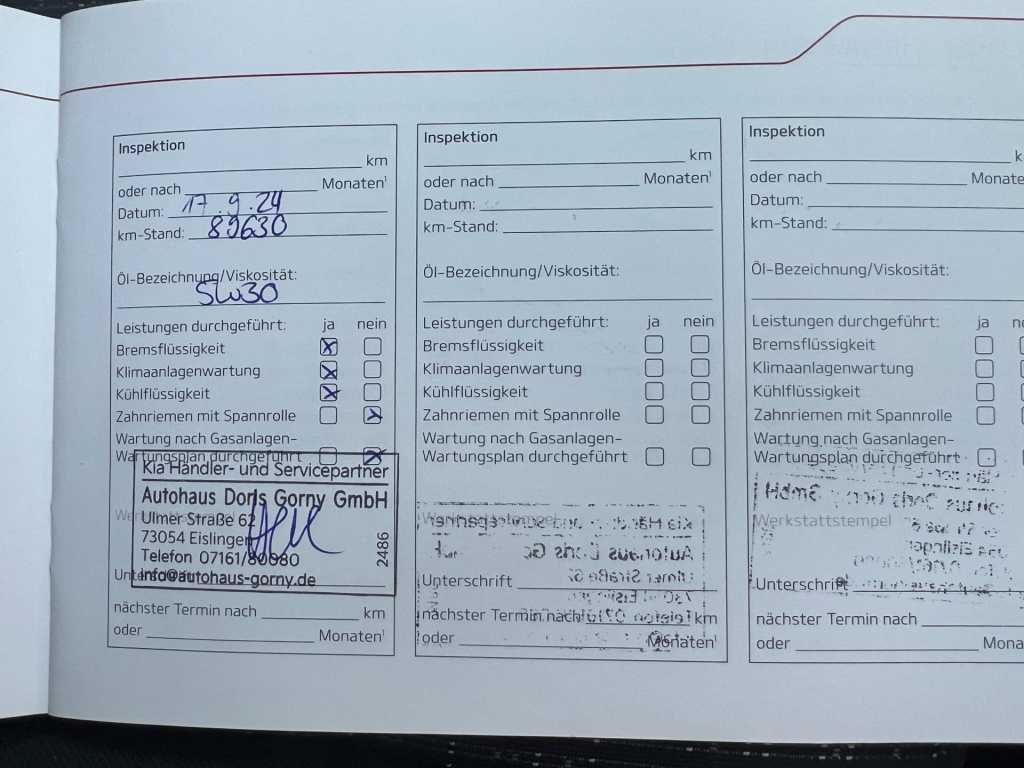 Inspektion
km
oder nach Monaten¹
Datum: 17.9.24
km-Stand: 89630
Öl-Bezeichnung/Viskosität:
5W30
Leistungen durchgeführt: ja nein
Bremsflüssigkeit
Klimaanlagenwartung
Kühlflüssigkeit
Zahnriemen mit Spannrolle
Wartung nach Gasanlagen-
Wartungsplan durchgeführt
Kia Händler- und Servicepartner
Autohaus Doris Gorny GmbH
Werkstattstempel
Ulmer Straße 62
73054 Eislingen
Telefon 07161/80080
2486
Unterschrift
info@autohaus-gorny.de
nächster Termin nach km
oder Monaten¹
Inspektion
km
oder nach Monaten¹
Datum:
km-Stand:
Öl-Bezeichnung/Viskosität:
Leistungen durchgeführt: ja nein
Bremsflüssigkeit
Klimaanlagenwartung
Kühlflüssigkeit
Zahnriemen mit Spannrolle
Wartung nach Gasanlagen-
Wartungsplan durchgeführt
Werkstattstempel
Unterschrift
nächster Termin nach km
oder Monaten¹
Inspektion
k
oder nach Monate
Datum:
km-Stand:
Öl-Bezeichnung/Viskosität:
Leistungen durchgeführt: ja n
Bremsflüssigkeit
Klimaanlagenwartung
Kühlflüssigkeit
Zahnriemen mit Spannrolle
Wartung nach Gasanlagen-
Wartungsplan durchgeführt
Werkstattstempel
Unterschrift
nächster Termin nach
oder Mona